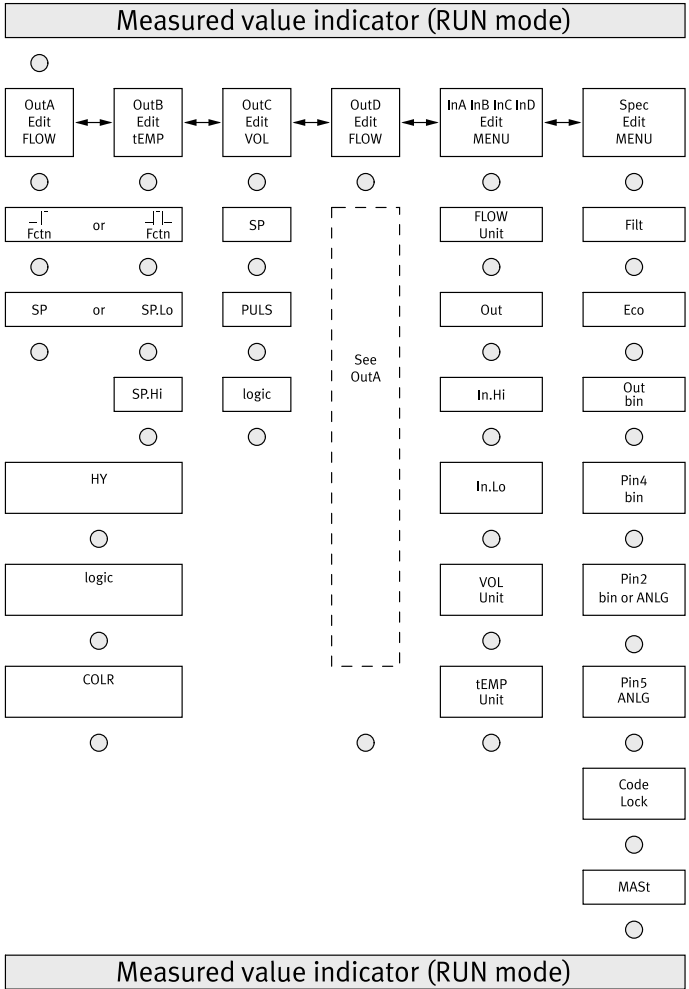 Measured value indicator (RUN mode)
OutA
Edit
FLOW
OutB
Edit
tEMP
OutC
Edit
VOL
OutD
Edit
FLOW
InA InB InC InD
Edit
MENU
Spec
Edit
MENU
Fctn
or
Fctn
SP
FLOW
Unit
Filt
SP
or
SP.Lo
PULS
Out
Eco
See
OutA
SP.Hi
logic
In.Hi
Out
bin
HY
In.Lo
Pin4
bin
logic
VOL
Unit
Pin2
bin or ANLG
COLR
tEMP
Unit
Pin5
ANLG
Code
Lock
MASt
Measured value indicator (RUN mode)